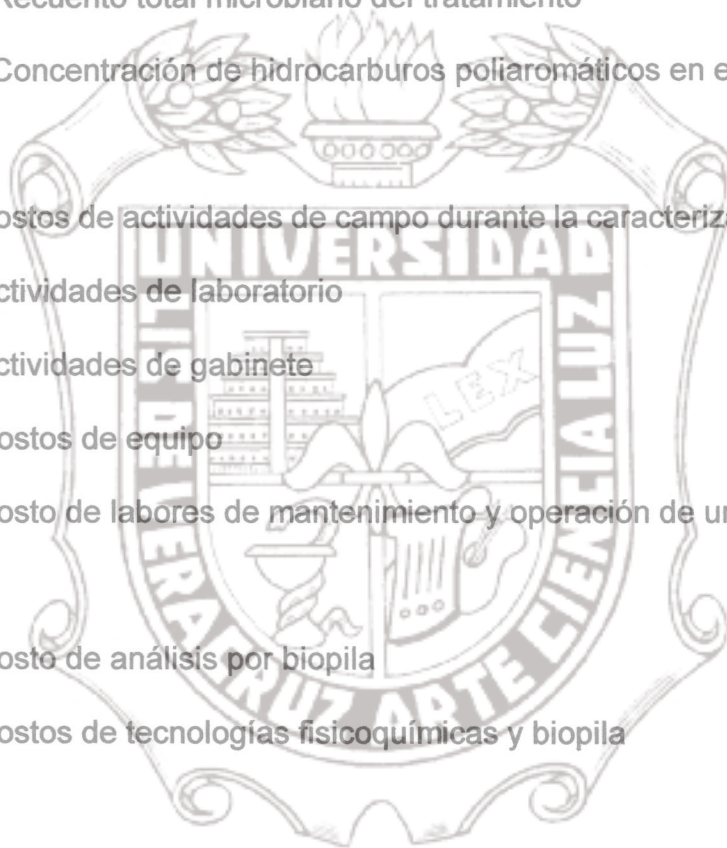 Recuento total microbiano del tratamiento
Concentración de hidrocarburos poliaromáticos en e
ostos de actividades de campo durante la caracteriza
UNIVERSIDAD
ctividades de laboratorio
ctividades de gabinete
LEX
ostos de equipo
osto de labores de mantenimiento y operación de un
VERACRUZ ARTE CIENCIA LUZ
osto de análisis por biopila
ostos de tecnologías fisicoquímicas y biopila